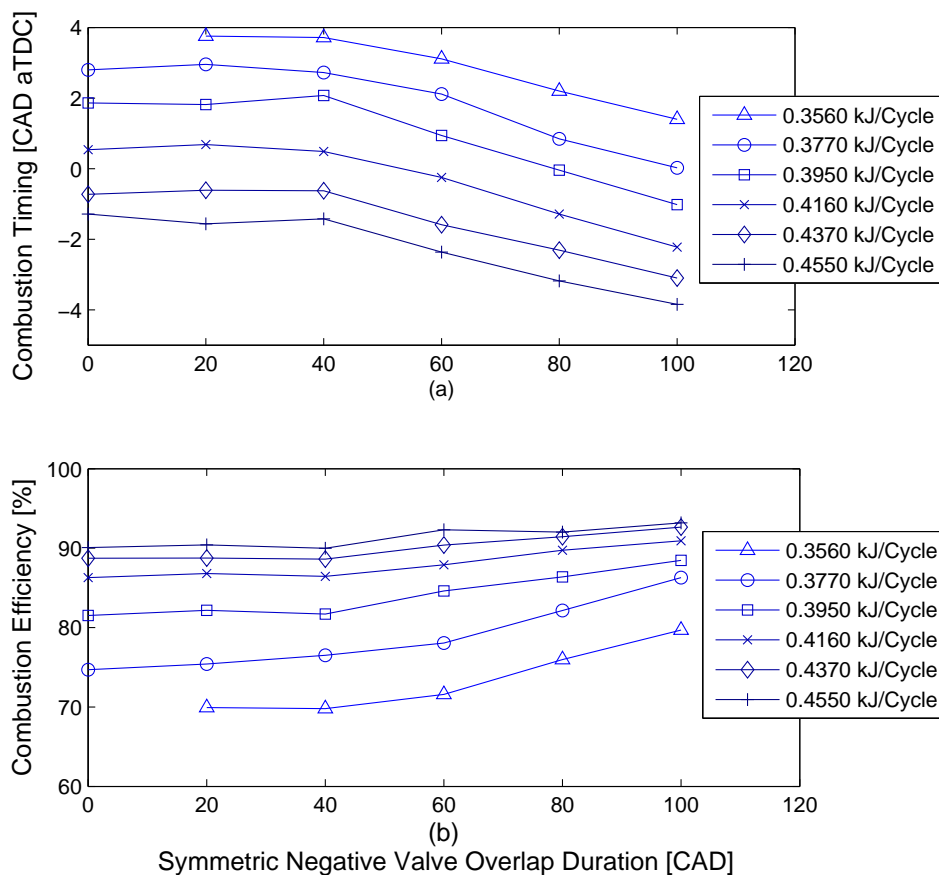 4
2
0
−2
−4
Combustion Timing [CAD aTDC]
0 20 40 60 80 100 120
(a)
0.3560 kJ/Cycle
0.3770 kJ/Cycle
0.3950 kJ/Cycle
0.4160 kJ/Cycle
0.4370 kJ/Cycle
0.4550 kJ/Cycle
100
90
80
70
60
Combustion Efficiency [%]
0 20 40 60 80 100 120
(b)
Symmetric Negative Valve Overlap Duration [CAD]
0.3560 kJ/Cycle
0.3770 kJ/Cycle
0.3950 kJ/Cycle
0.4160 kJ/Cycle
0.4370 kJ/Cycle
0.4550 kJ/Cycle